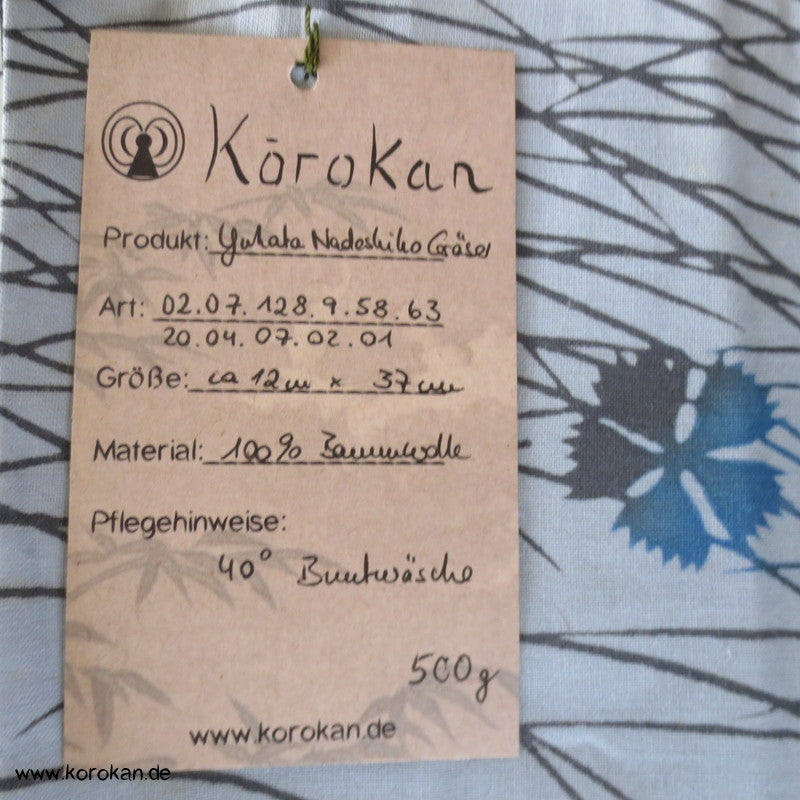 Kōrokan
Produkt: Yukata Nadeshiko Gräser
Art: 02.07.128.9.58.63
20.04.07.02.01
Größe: ca 12m x 37cm
Material: 100% Baumwolle
Pflegehinweise:
40° Buntwäsche
500g
www.korokan.de
www.korokan.de